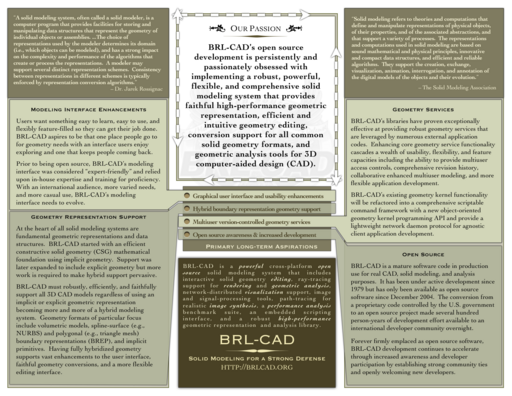 "A solid modeling system, often called a solid modeler, is a
computer program that provides facilities for storing and
manipulating data structures that represent the geometry of
individual objects or assemblies. ...The choice of
representations used by the modeler determines its domain
(i.e., which objects can be modeled), and has a strong impact
on the complexity and performance of the algorithms that
create or process the representations. A modeler may
support several distinct representation schemes. Consistency
between representations in different schemes is typically
enforced by representation conversion algorithms."
- Dr. Jarek Rossignac
Modeling Interface Enhancements
Users want something easy to learn, easy to use, and
flexibly feature-filled so they can get their job done.
BRL-CAD aspires to be that one place people go to
for geometry needs with an interface users enjoy
exploring and one that keeps people coming back.
Prior to being open source, BRL-CAD's modeling
interface was considered "expert-friendly" and relied
upon in-house expertise and training for proficiency.
With an international audience, more varied needs,
and more casual use, BRL-CAD's modeling
interface needs to evolve.
Geometry Representation Support
At the heart of all solid modeling systems are
fundamental geometric representations and data
structures. BRL-CAD started with an efficient
constructive solid geometry (CSG) mathematical
foundation using implicit geometry. Support was
later expanded to include explicit geometry but more
work is required to make hybrid support pervasive.
BRL-CAD must robustly, efficiently, and faithfully
support all 3D CAD models regardless of using an
implicit or explicit geometric representation
becoming more and more of a hybrid modeling
system. Geometry formats of particular focus
include volumetric models, spline-surface (e.g.,
NURBS) and polygonal (e.g., triangle mesh)
boundary representations (BREP), and implicit
primitives. Having fully hybridized geometry
supports vast enhancements to the user interface,
faithful geometry conversions, and a more flexible
editing interface.
Our Passion
BRL-CAD's open source
development is persistently and
passionately obsessed with
implementing a robust, powerful,
flexible, and comprehensive solid
modeling system that provides
faithful high-performance geometric
representation, efficient and
intuitive geometry editing,
conversion support for all common
solid geometry formats, and
geometric analysis tools for 3D
computer-aided design (CAD).
Graphical user interface and usability enhancements
Hybrid boundary representation geometry support
Multiuser version-controlled geometry services
Open source awareness & increased development
Primary long-term Aspirations
BRL-CAD is a powerful cross-platform open
source solid modeling system that includes
interactive solid geometry editing, ray-tracing
support for rendering and geometric analysis,
network-distributed visualization support, image
and signal-processing tools, path-tracing for
realistic image synthesis, a performance analysis
benchmark suite, an embedded scripting
interface, and a robust high-performance
geometric representation and analysis library.
BRL-CAD
Solid Modeling for a Strong Defense
HTTP://BRLCAD.ORG
"Solid modeling refers to theories and computations that
define and manipulate representations of physical objects,
of their properties, and of the associated abstractions, and
that support a variety of processes. The representations
and computations used in solid modeling are based on
sound mathematical and physical principles, innovative
and compact data structures, and efficient and reliable
algorithms. They support the creation, exchange,
visualization, animation, interrogation, and annotation of
the digital models of the objects and their evolution."
- The Solid Modeling Association
Geometry Services
BRL-CAD's libraries have proven exceptionally
effective at providing robust geometry services that
are leveraged by numerous external application
codes. Enhancing core geometry service functionality
cascades a wealth of usability, flexibility, and feature
capacities including the ability to provide multiuser
access controls, comprehensive revision history,
collaborative enhanced multiuser modeling, and more
flexible application development.
BRL-CAD's existing geometry kernel functionality
will be refactored into a comprehensive scriptable
command framework with a new object-oriented
geometry kernel programming API and provide a
lightweight network daemon protocol for agnostic
client application development.
Open Source
BRL-CAD is a mature software code in production
use for real CAD, solid modeling, and analysis
purposes. It has been under active development since
1979 but has only been available as open source
software since December 2004. The conversion from
a proprietary code controlled by the U.S. government
to an open source project made several hundred
person-years of development effort available to an
international developer community overnight.
Forever firmly emplaced as open source software,
BRL-CAD development continues to accelerate
through increased awareness and developer
participation by establishing strong community ties
and openly welcoming new developers.